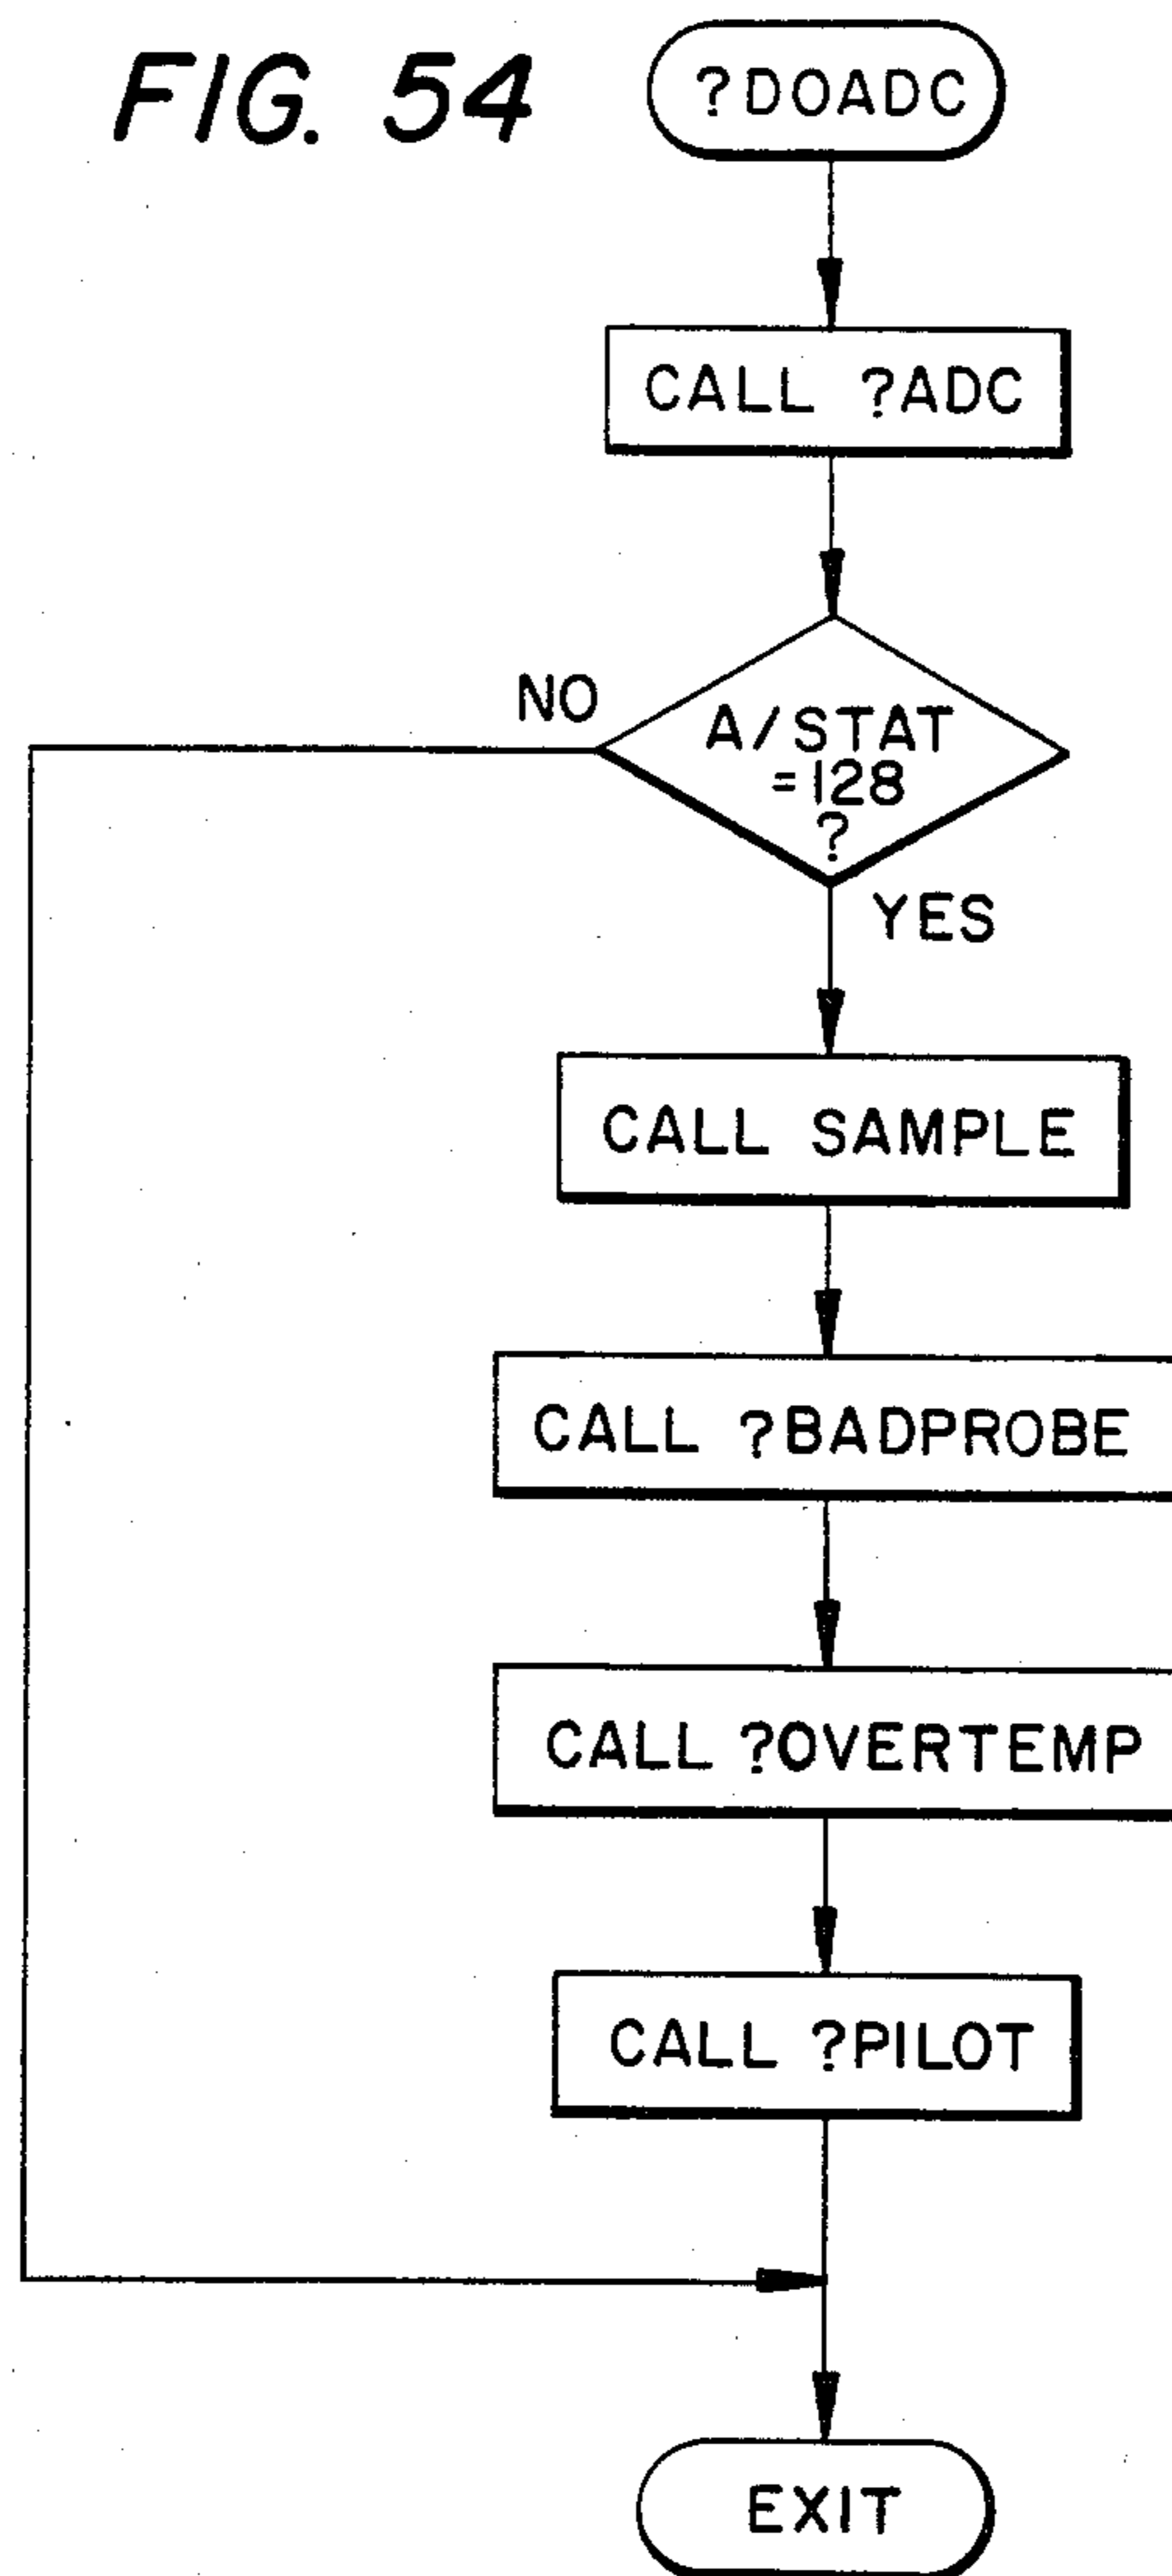 FIG. 54
?DOADC
CALL ?ADC
NO
A/STAT
=128
?
YES
CALL SAMPLE
CALL ?BADPROBE
CALL ?OVERTEMP
CALL ?PILOT
EXIT